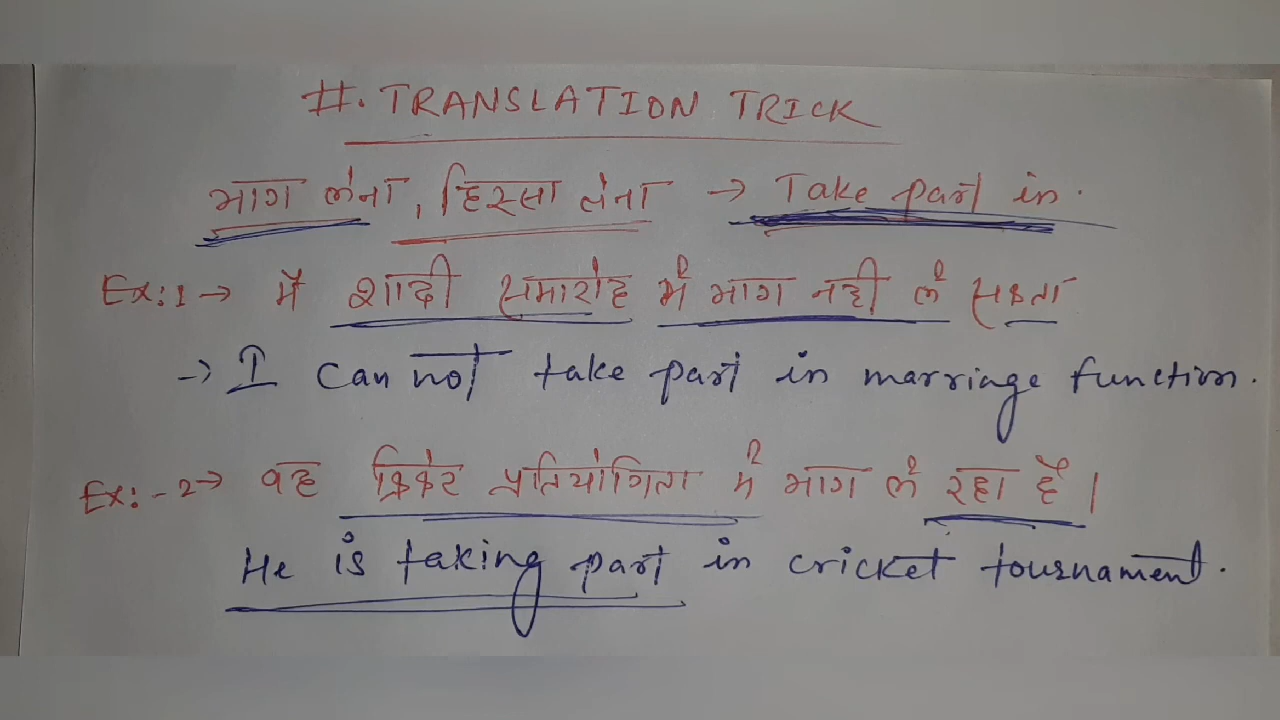 #. TRANSLATION TRICK
भाग लेना, हिस्सा लेना → Take part in.
Ex:1 → में शादी समारोह में भाग नही ले सकता
→ I can not take part in marriage function.
Ex:-2→ वह क्रिकेट प्रतियोगिता में भाग ले रहा है।
He is taking part in cricket tournament.